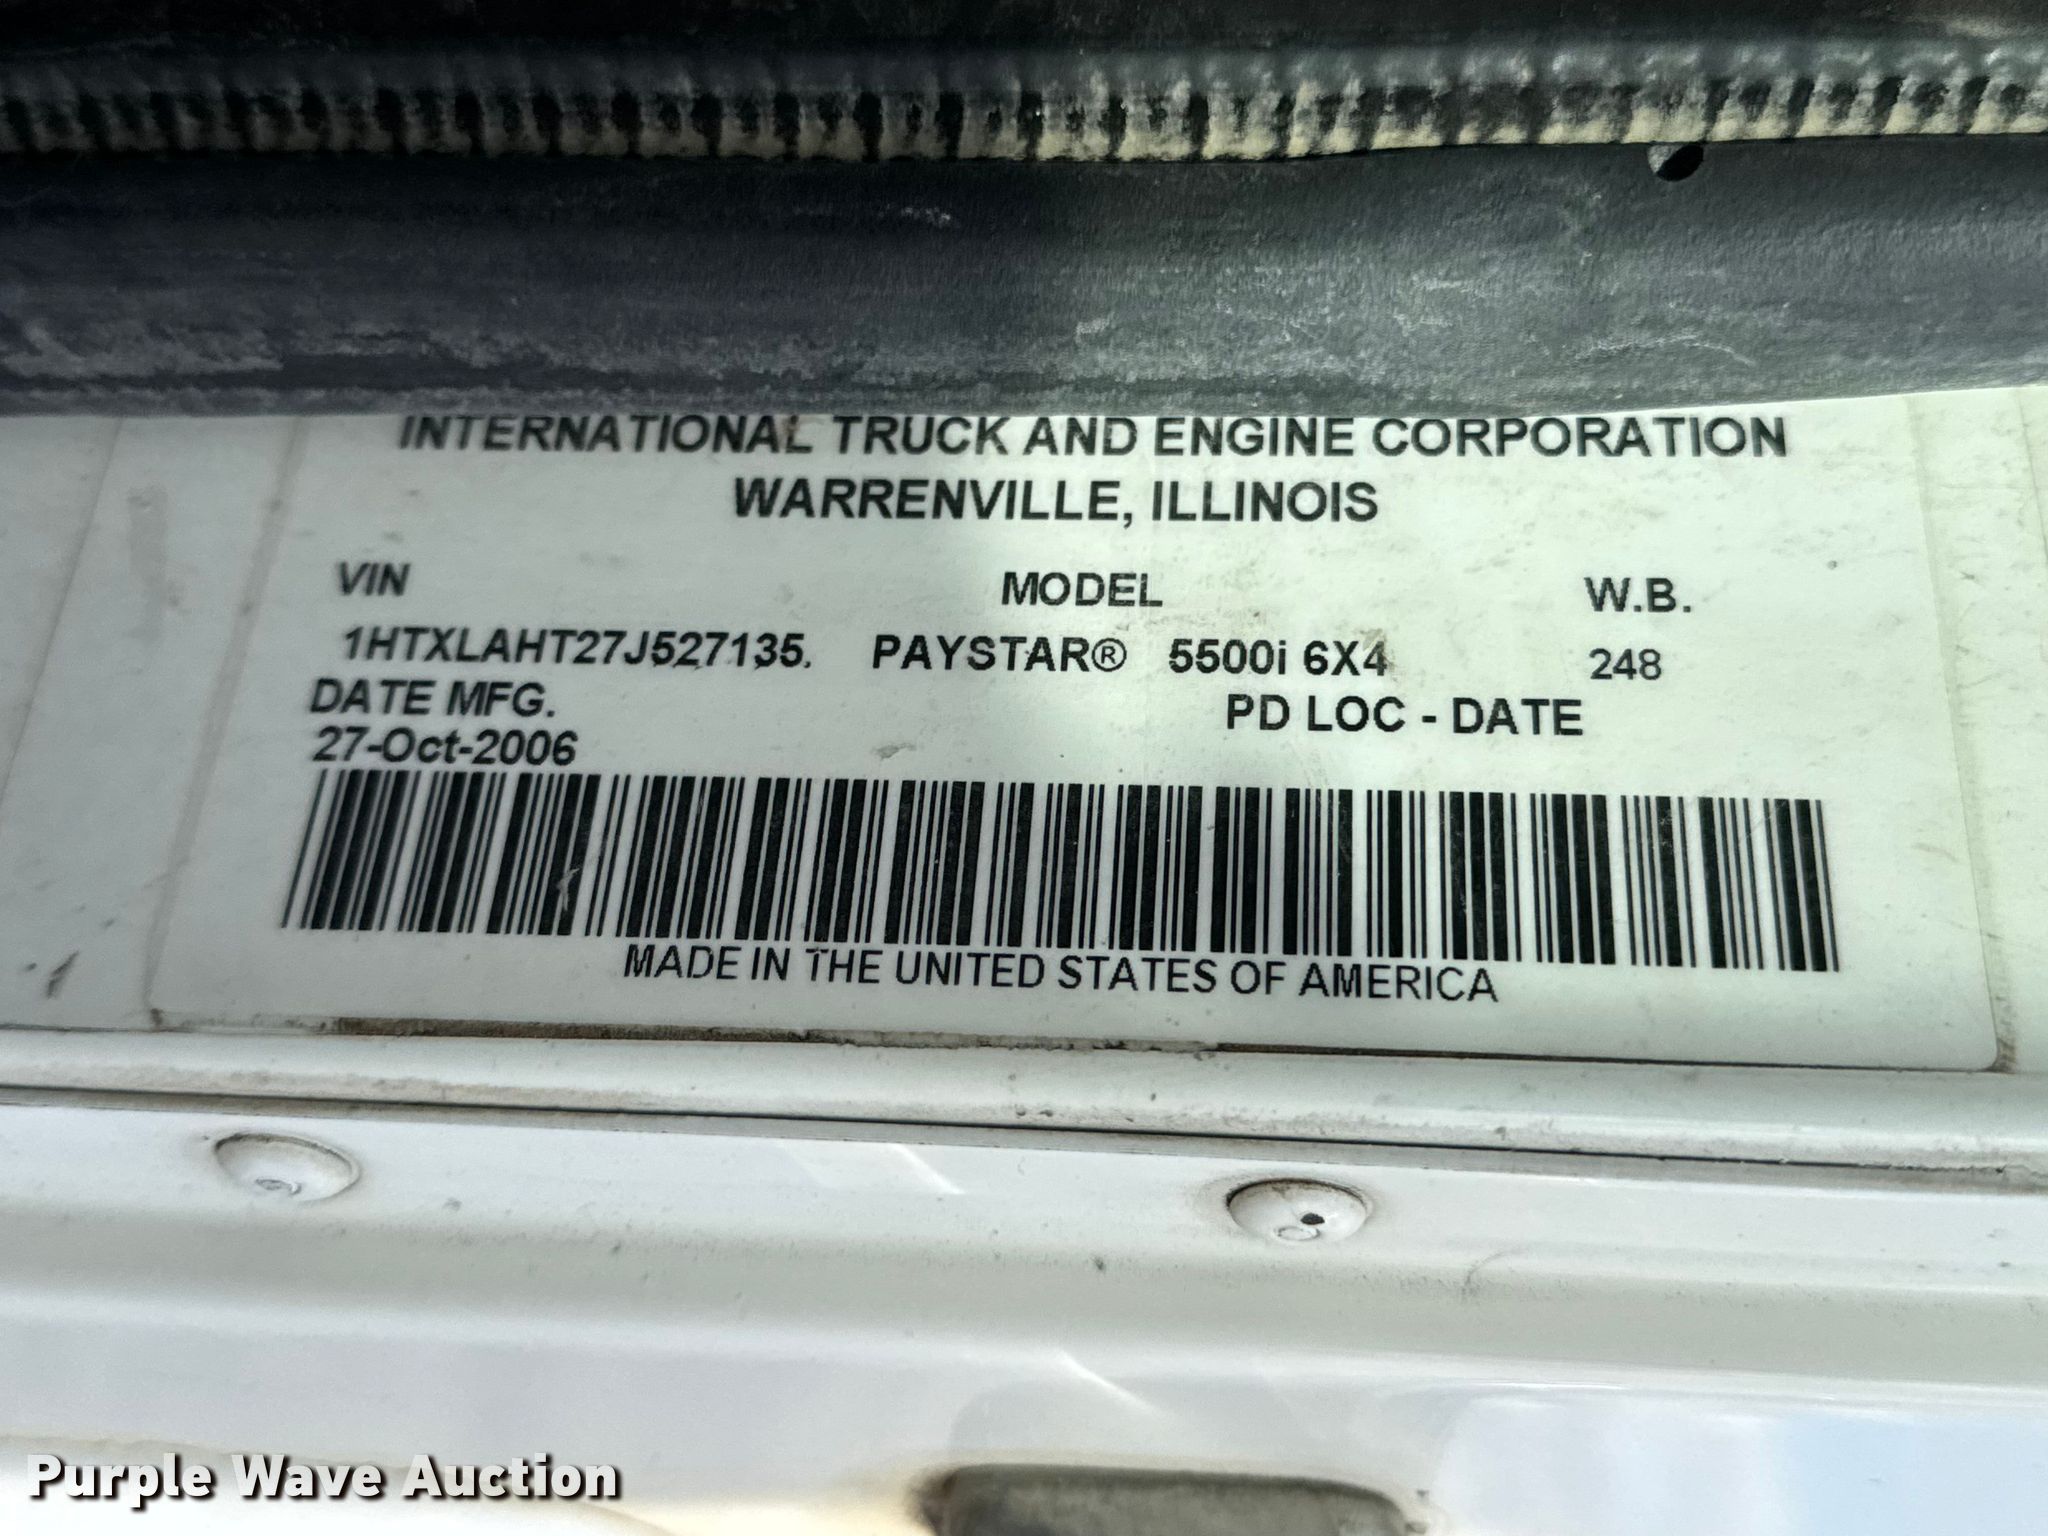 INTERNATIONAL TRUCK AND ENGINE CORPORATION
WARRENVILLE, ILLINOIS
VIN MODEL W.B.
1HTXLAHT27J527135. PAYSTAR® 5500i 6X4 248
DATE MFG. PD LOC - DATE
27-Oct-2006
MADE IN THE UNITED STATES OF AMERICA
Purple Wave Auction